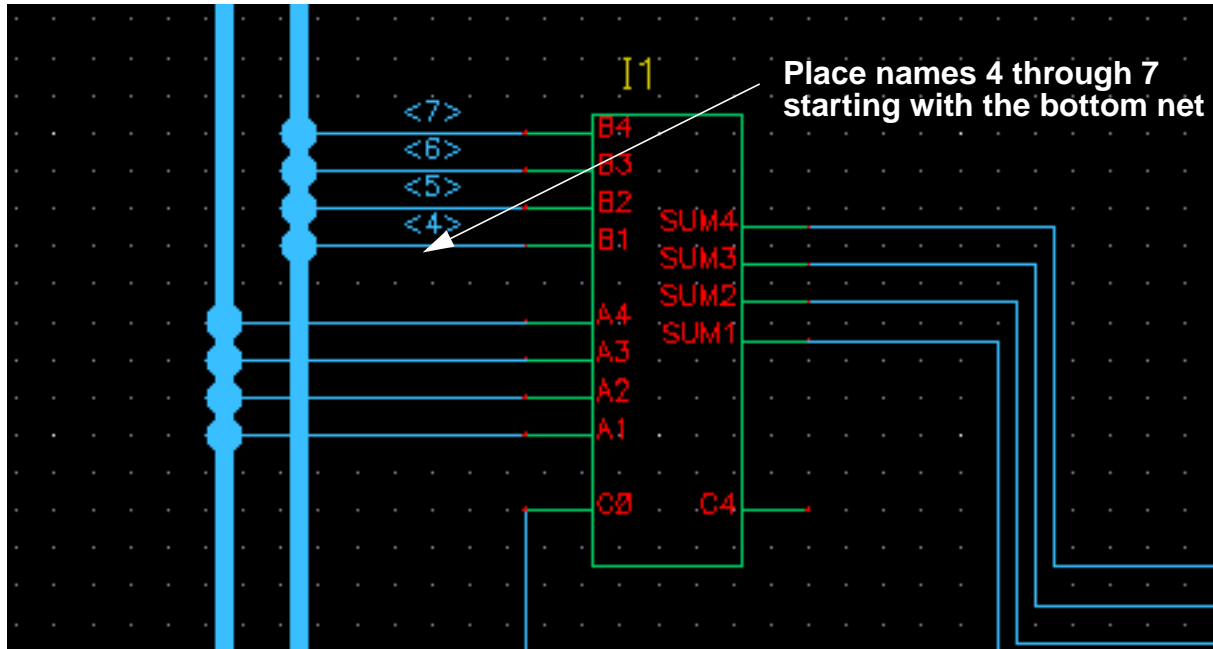 I1
Place names 4 through 7
starting with the bottom net
<7>
B4
<6>
B3
<5>
B2
<4>
SUM4
B1
SUM3
SUM2
A4
SUM1
A3
A2
A1
C0
C4